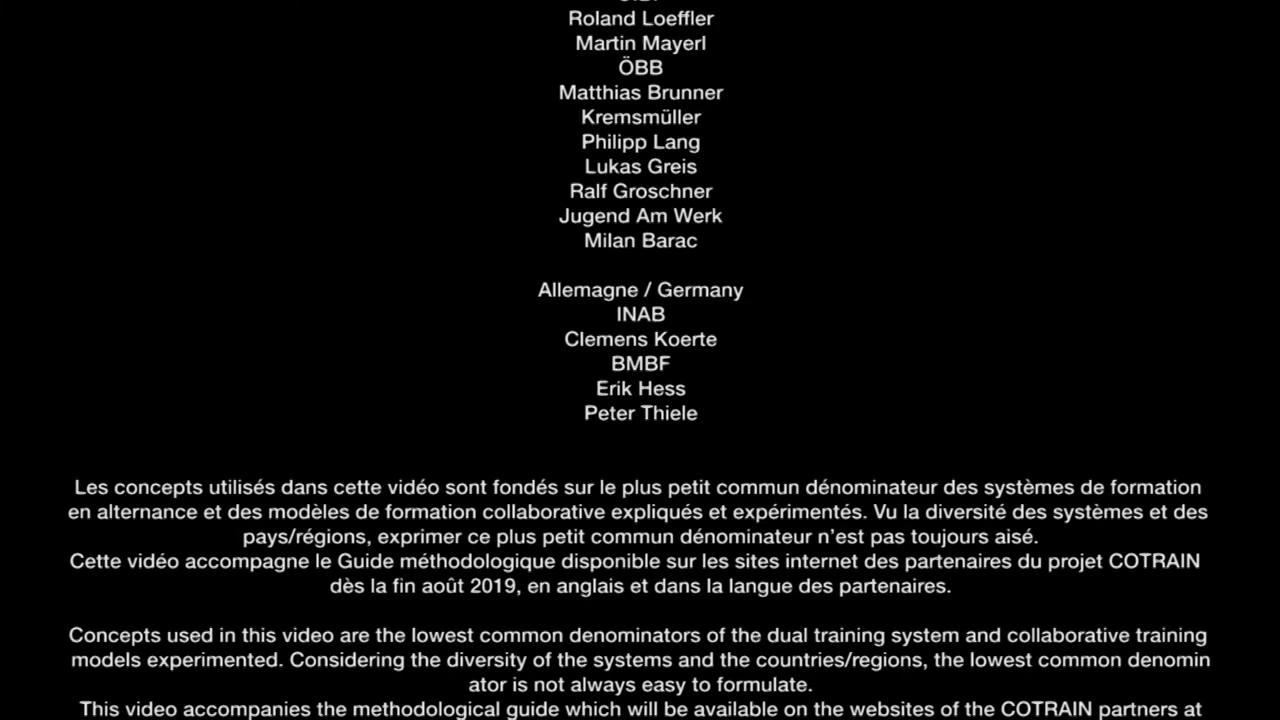 Roland Loeffler
Martin Mayerl
ÖBB
Matthias Brunner
Kremsmüller
Philipp Lang
Lukas Greis
Ralf Groschner
Jugend Am Werk
Milan Barac
Allemagne / Germany
INAB
Clemens Koerte
BMBF
Erik Hess
Peter Thiele
Les concepts utilisés dans cette vidéo sont fondés sur le plus petit commun dénominateur des systèmes de formation
en alternance et des modèles de formation collaborative expliqués et expérimentés. Vu la diversité des systèmes et des
pays/régions, exprimer ce plus petit commun dénominateur n'est pas toujours aisé.
Cette vidéo accompagne le Guide méthodologique disponible sur les sites internet des partenaires du projet COTRAIN
dès la fin août 2019, en anglais et dans la langue des partenaires.
Concepts used in this video are the lowest common denominators of the dual training system and collaborative training
models experimented. Considering the diversity of the systems and the countries/regions, the lowest common denomin
ator is not always easy to formulate.
This video accompanies the methodological guide which will be available on the websites of the COTRAIN partners at